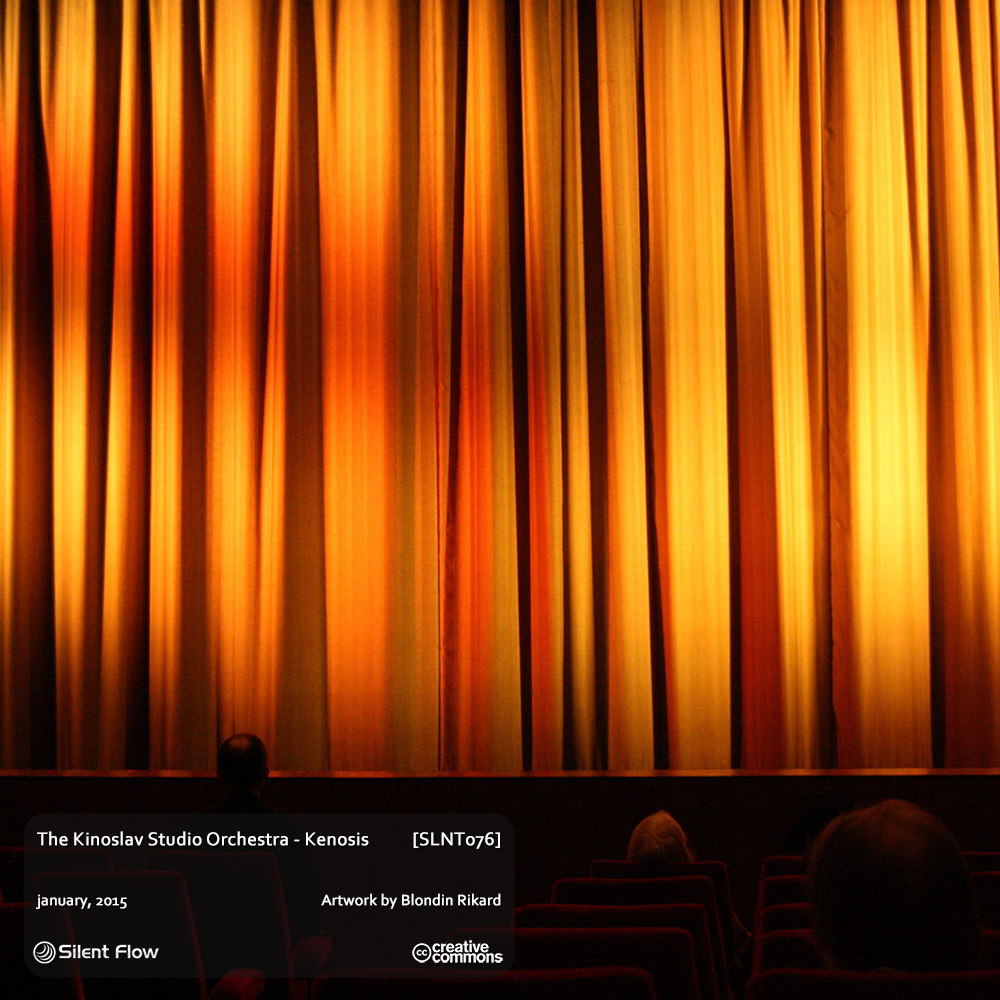 The Kinoslav Studio Orchestra - Kenosis [SLNT076]
january, 2015 Artwork by Blondin Rikard
Silent Flow cc creative commons